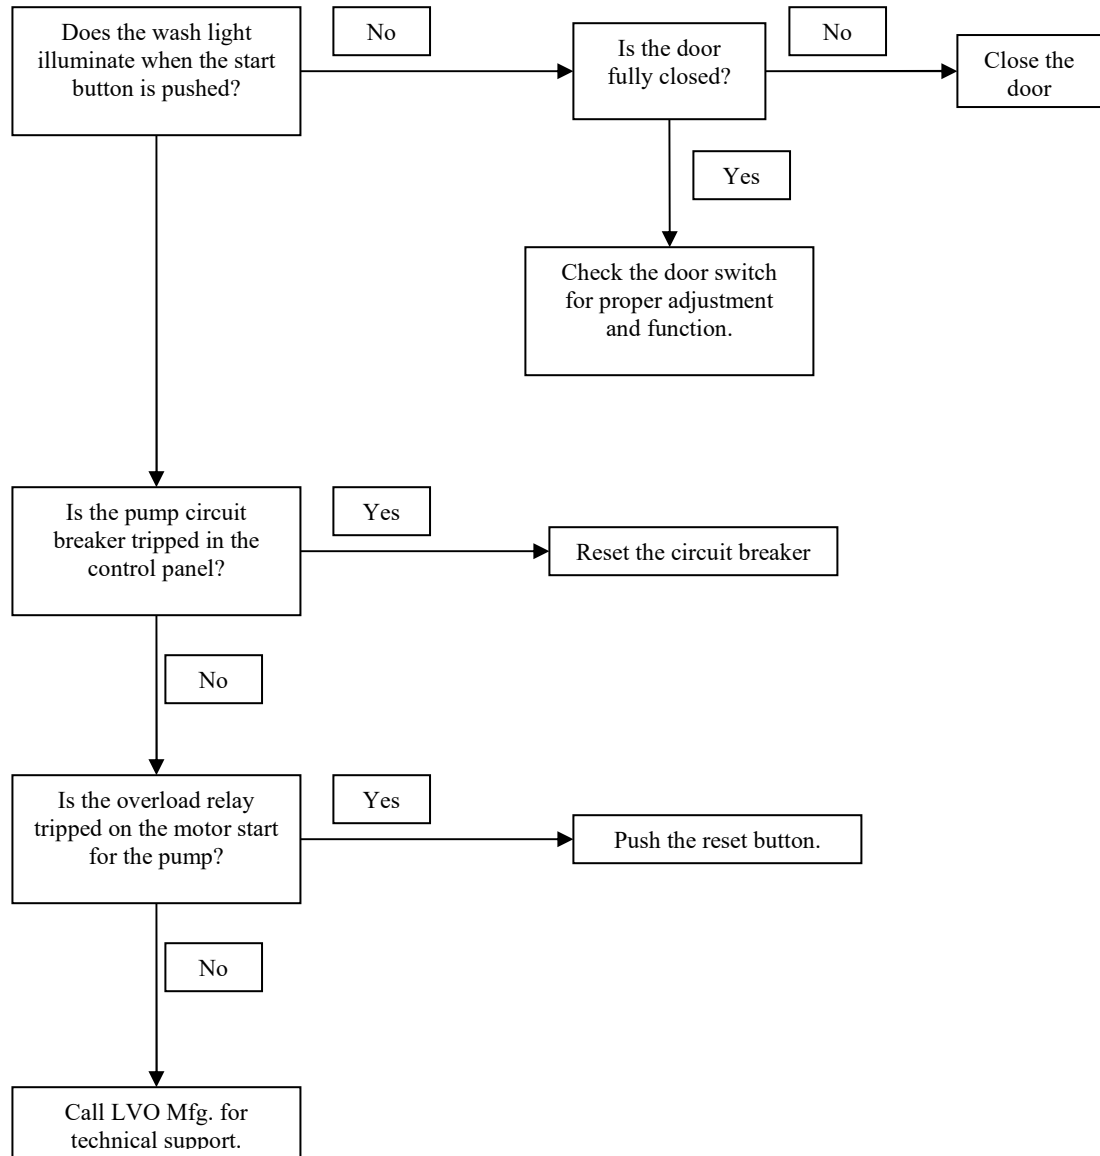 Does the wash light
illuminate when the start
button is pushed?
No
Is the door
fully closed?
No
Close the
door
Yes
Check the door switch
for proper adjustment
and function.
Is the pump circuit
breaker tripped in the
control panel?
Yes
Reset the circuit breaker
No
Is the overload relay
tripped on the motor start
for the pump?
Yes
Push the reset button.
No
Call LVO Mfg. for
technical support.